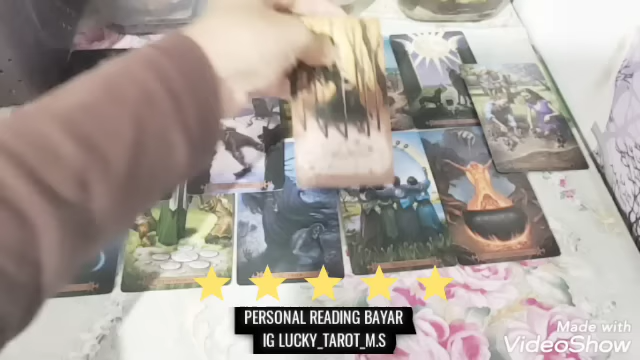 PERSONAL READING BAYAR
IG LUCKY_TAROT_M.S
Made with
VideoShow